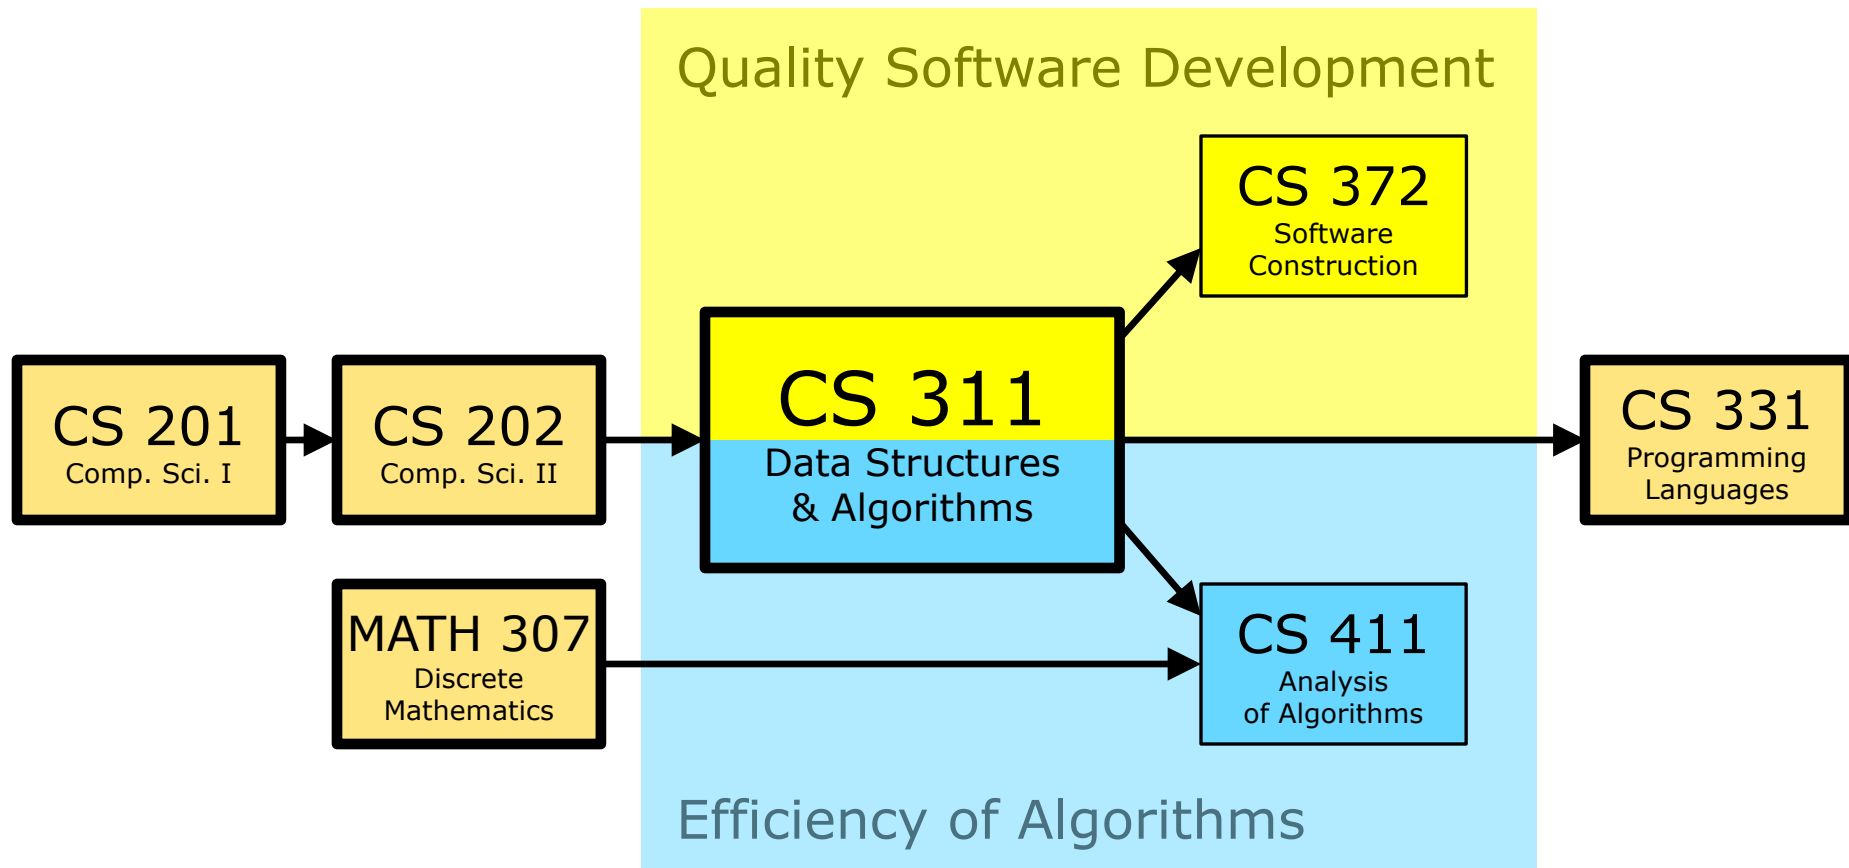 Quality Software Development
CS 372
Software
Construction
CS 201
Comp. Sci. I
CS 202
Comp. Sci. II
CS 311
Data Structures
& Algorithms
CS 331
Programming
Languages
MATH 307
Discrete
Mathematics
CS 411
Analysis
of Algorithms
Efficiency of Algorithms